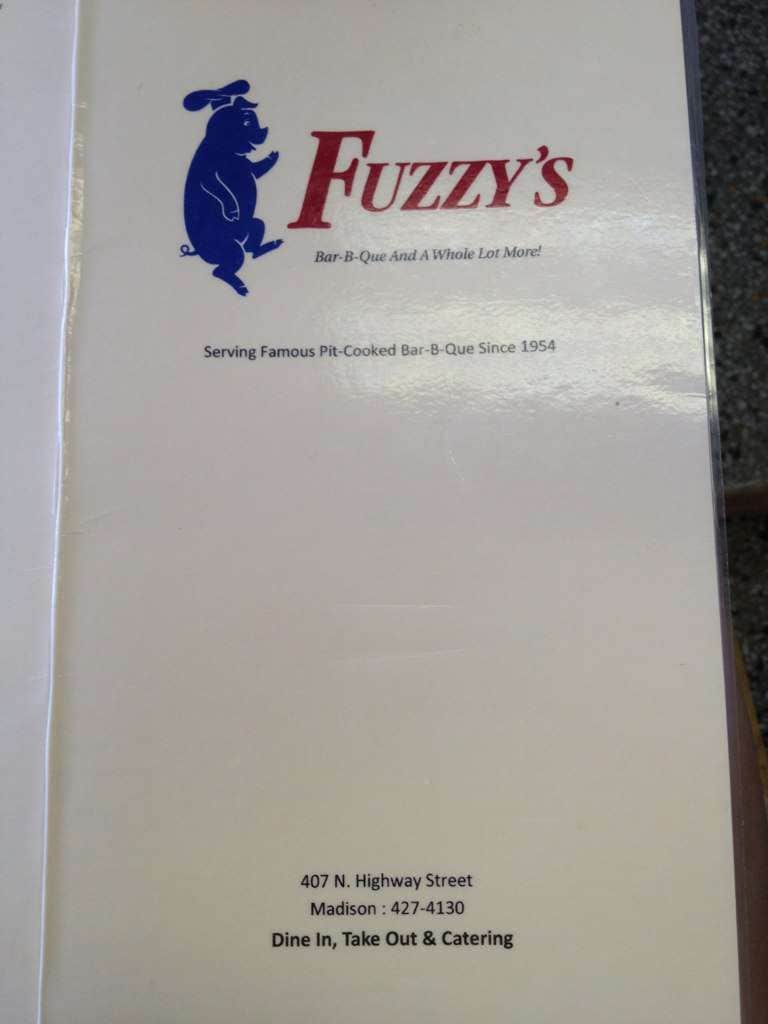 FUZZY'S
Bar-B-Que And A Whole Lot More!
Serving Famous Pit-Cooked Bar-B-Que Since 1954
407 N. Highway Street
Madison : 427-4130
Dine In, Take Out & Catering